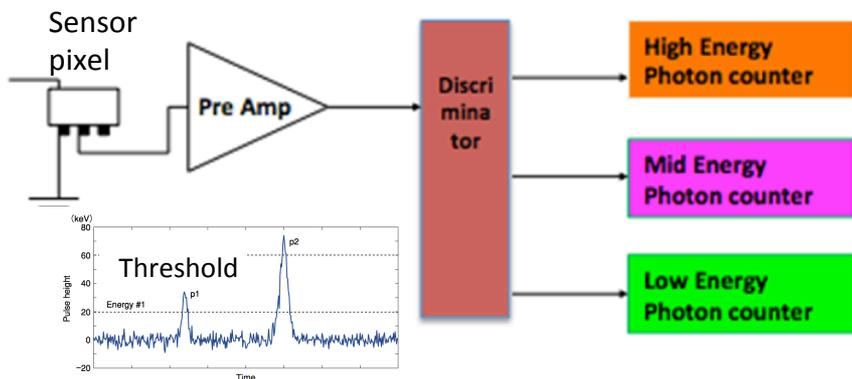 Sensor
pixel
Pre Amp
Discri
mina
tor
High Energy
Photon counter
Mid Energy
Photon counter
Low Energy
Photon counter
(keV)
80
60
40
20
0
−20
Pulse height
Threshold
Energy #1
p1
p2
Time